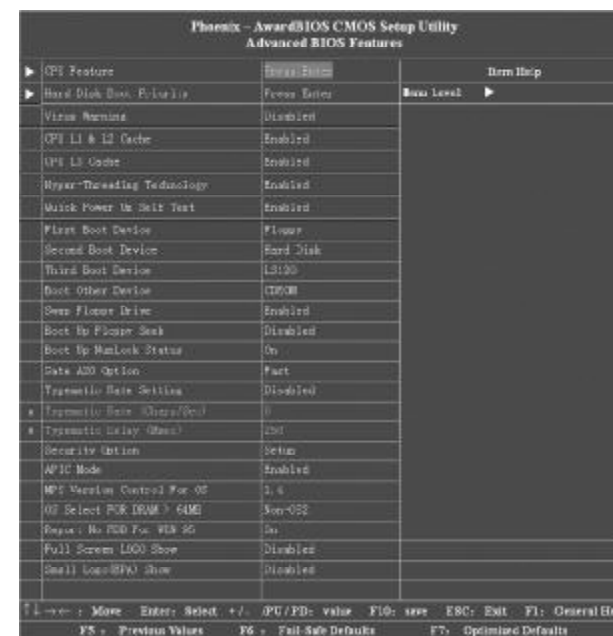 Phoenix – AwardBIOS CMOS Setup Utility
Advanced BIOS Features
▶ CPU Feature Press Enter Item Help
▶ Hard Disk Boot Priority Press Enter Menu Level ▶
Virus Warning Disabled
CPU L1 & L2 Cache Enabled
CPU L3 Cache Enabled
Hyper-Threading Technology Enabled
Quick Power On Self Test Enabled
First Boot Device Floppy
Second Boot Device Hard Disk
Third Boot Device LS120
Boot Other Device CDROM
Swap Floppy Drive Enabled
Boot Up Floppy Seek Disabled
Boot Up NumLock Status On
Gate A20 Option Fast
Typematic Rate Setting Disabled
x Typematic Rate (Chars/Sec)
x Typematic Delay (Msec) 250
Security Option Setup
APIC Mode Enabled
MPS Version Control For OS 1.4
OS Select FOR DRAM > 64MB Non-OS2
Report No FDD For WIN 95
Full Screen LOGO Show Disabled
Small Logo(EPA) Show Disabled
↑↓→← : Move Enter: Select +/- /PU/PD: value F10: save ESC: Exit F1: General He
F5 : Previous Values F6 : Fail-Safe Defaults F7: Optimized Defaults